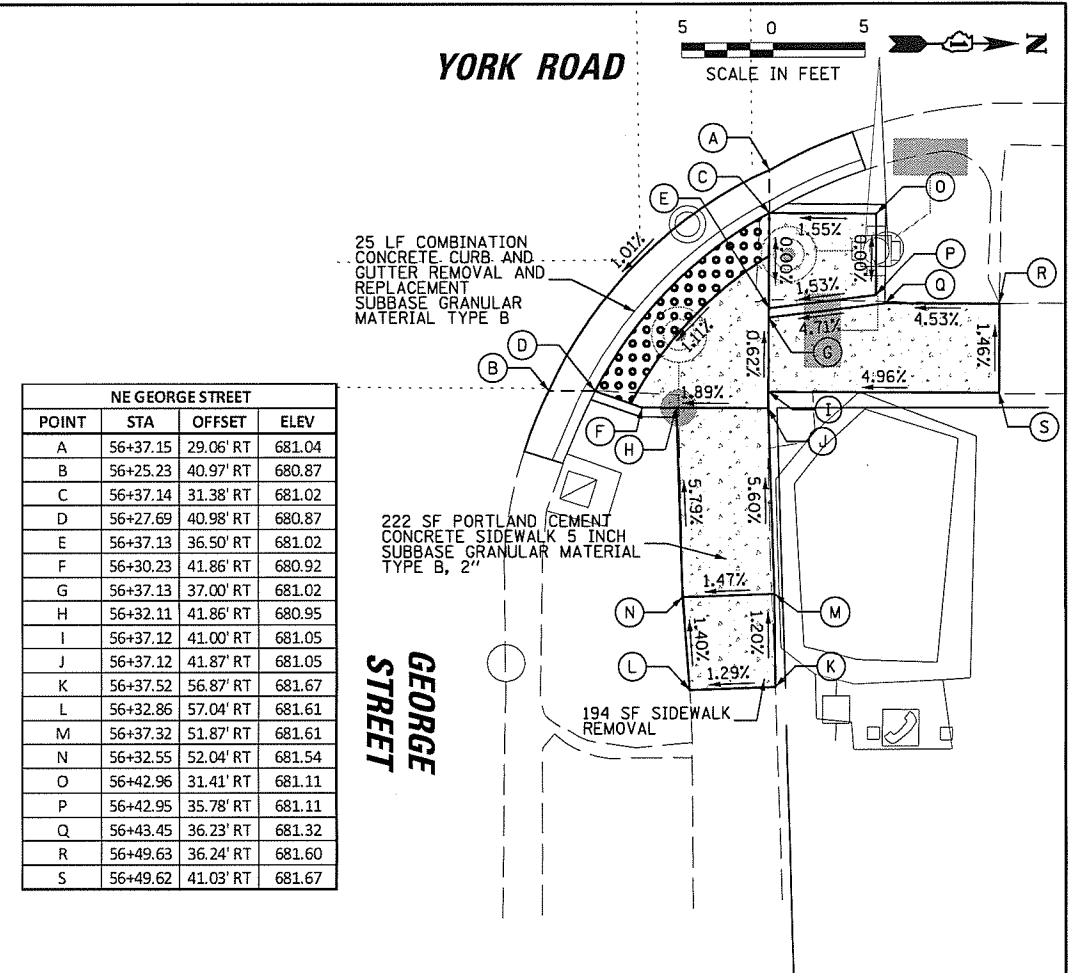 YORK ROAD
5 0 5
SCALE IN FEET
N
A
C
O
E
1.01%
1.55%
0.00%
0.00%
P
25 LF COMBINATION
CONCRETE CURB AND
GUTTER REMOVAL AND
REPLACEMENT
SUBBASE GRANULAR
MATERIAL TYPE B
1.53%
Q
R
4.71%
4.53%
1.11%
D
G
0.62%
1.46%
B
4.96%
1.89%
I
F
H
J
S
NE GEORGE STREET
POINT STA OFFSET ELEV
A 56+37.15 29.06' RT 681.04
B 56+25.23 40.97' RT 680.87
C 56+37.14 31.38' RT 681.02
D 56+27.69 40.98' RT 680.87
E 56+37.13 36.50' RT 681.02
F 56+30.23 41.86' RT 680.92
G 56+37.13 37.00' RT 681.02
H 56+32.11 41.86' RT 680.95
I 56+37.12 41.00' RT 681.05
J 56+37.12 41.87' RT 681.05
K 56+37.52 56.87' RT 681.67
L 56+32.86 57.04' RT 681.61
M 56+37.32 51.87' RT 681.61
N 56+32.55 52.04' RT 681.54
O 56+42.96 31.41' RT 681.11
P 56+42.95 35.78' RT 681.11
Q 56+43.45 36.23' RT 681.32
R 56+49.63 36.24' RT 681.60
S 56+49.62 41.03' RT 681.67
5.79%
5.60%
222 SF PORTLAND CEMENT
CONCRETE SIDEWALK 5 INCH
SUBBASE GRANULAR MATERIAL
TYPE B, 2"
1.47%
N
M
1.40%
1.20%
L
1.29%
K
194 SF SIDEWALK
REMOVAL
GEORGE
STREET